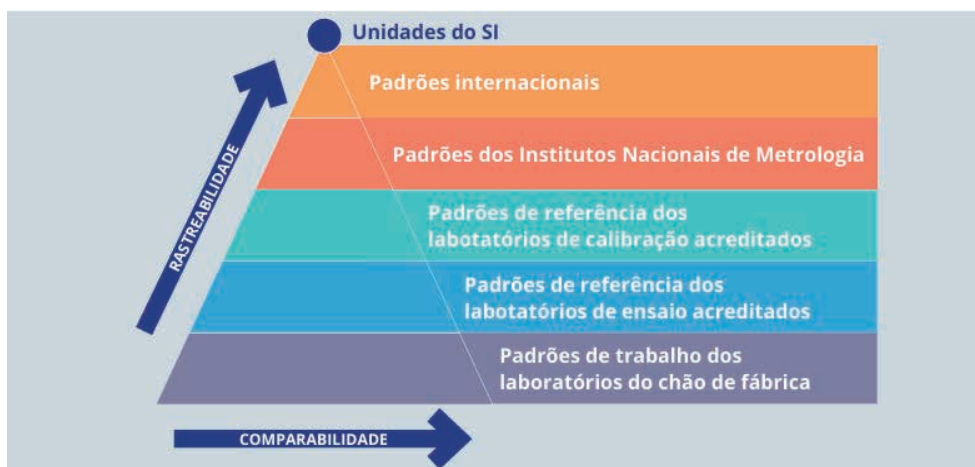 Unidades do SI
Padrões internacionais
Padrões dos Institutos Nacionais de Metrologia
Padrões de referência dos
labotatórios de calibração acreditados
Padrões de referência dos
labotatórios de ensaio acreditados
Padrões de trabalho dos
laboratórios do chão de fábrica
RASTREABILIDADE
COMPARABILIDADE